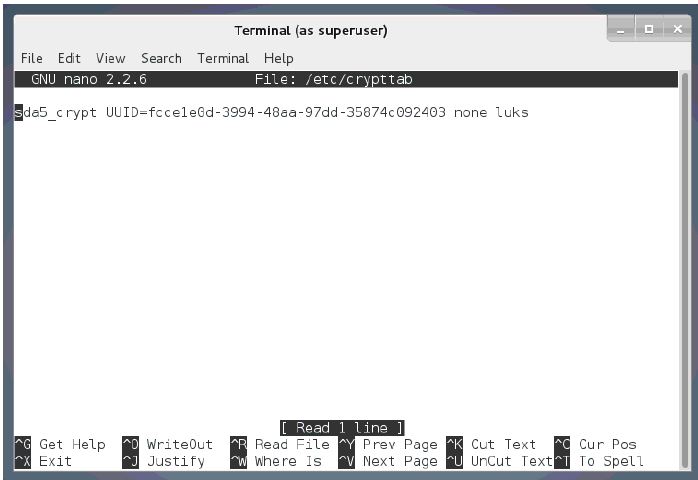 Terminal (as superuser)
File Edit View Search Terminal Help
GNU nano 2.2.6 File: /etc/crypttab
sda5_crypt UUID=fcce1e0d-3994-48aa-97dd-35874c092403 none luks
[ Read 1 line ]
^G Get Help ^O WriteOut ^R Read File ^Y Prev Page ^K Cut Text ^C Cur Pos
^X Exit ^J Justify ^W Where Is ^V Next Page ^U UnCut Text ^T To Spell